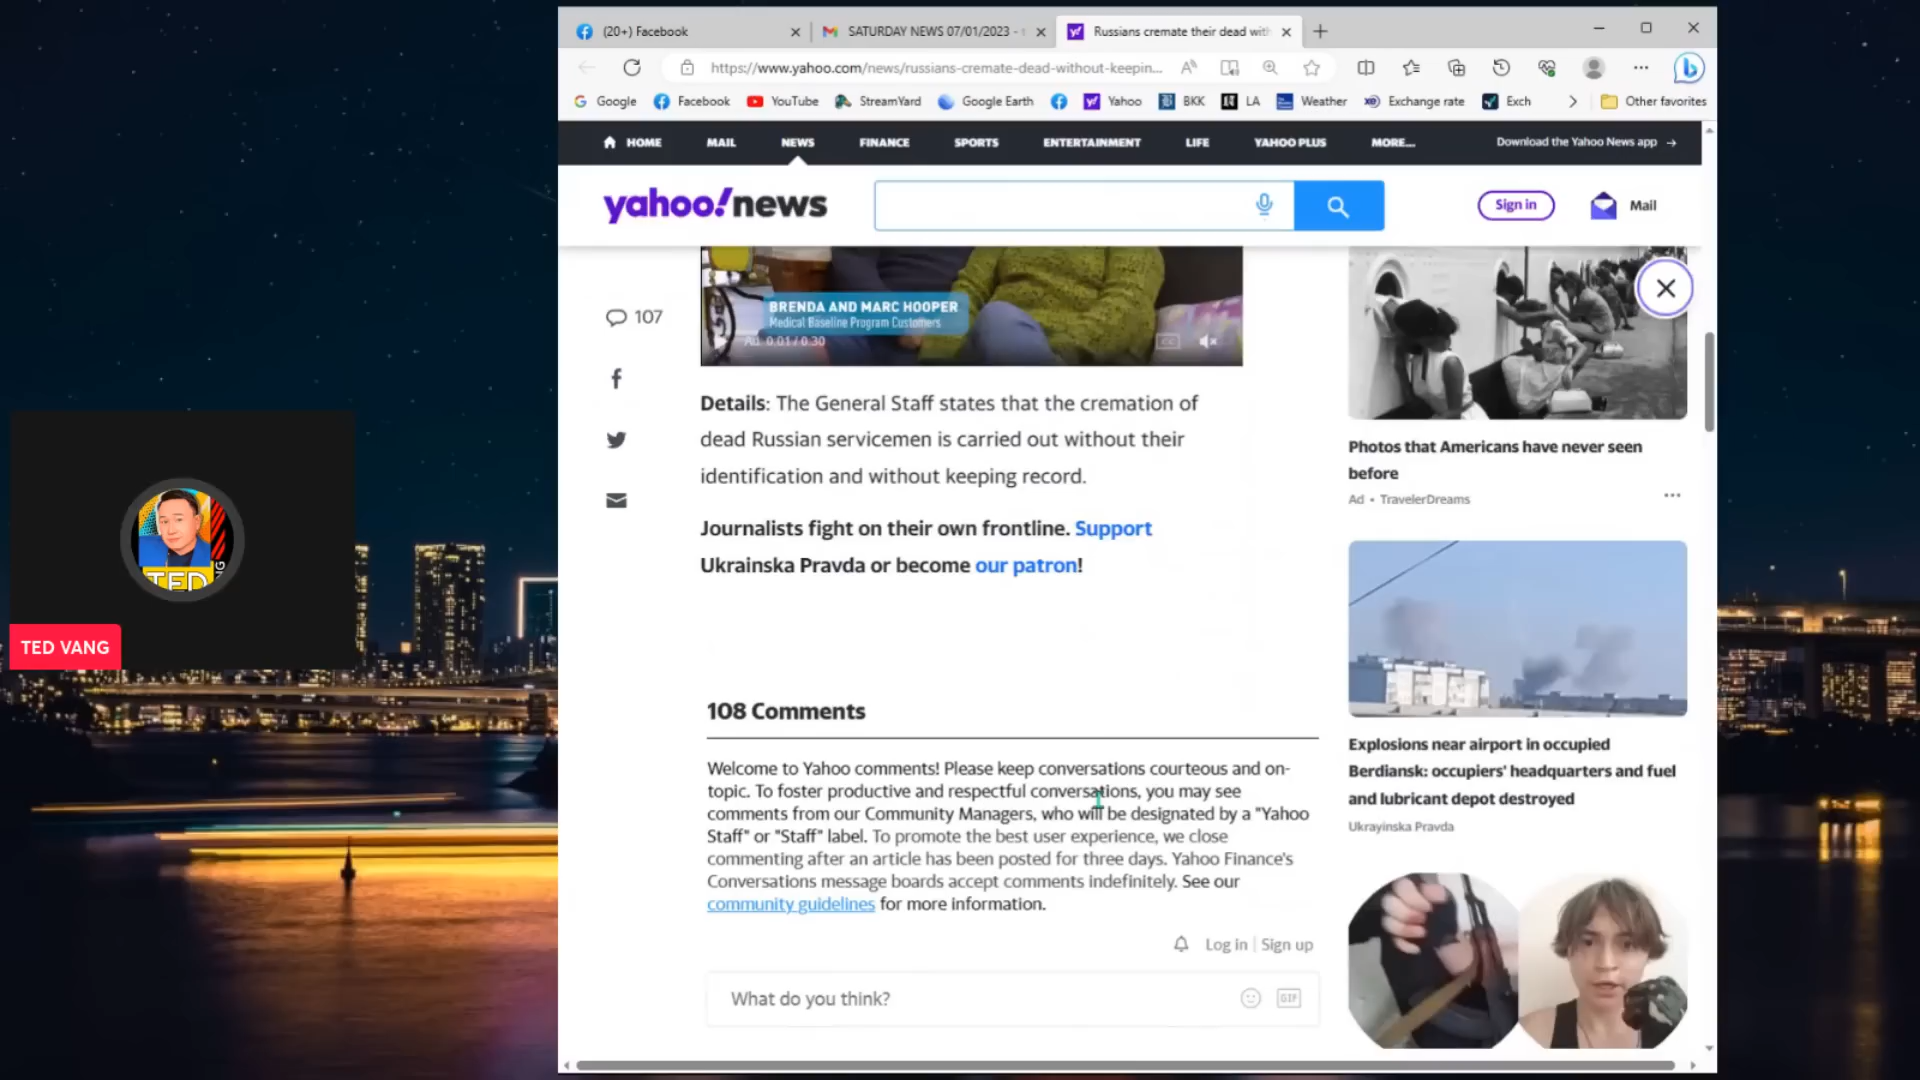 (20+) Facebook
SATURDAY NEWS 07/01/2023 -
Russians cremate their dead with
https://www.yahoo.com/news/russians-cremate-dead-without-keepin...
Google
Facebook
YouTube
StreamYard
Google Earth
Yahoo
BKK
LA
Weather
Exchange rate
Exch
Other favorites
HOME
MAIL
NEWS
FINANCE
SPORTS
ENTERTAINMENT
LIFE
YAHOO PLUS
MORE...
Download the Yahoo News app →
yahoo!news
Sign in
Mail
BRENDA AND MARC HOOPER
Medical Baseline Program Customers
Ad 0:01 / 0:30
CC
107
Details: The General Staff states that the cremation of
dead Russian servicemen is carried out without their
identification and without keeping record.
Journalists fight on their own frontline. Support
Ukrainska Pravda or become our patron!
108 Comments
Welcome to Yahoo comments! Please keep conversations courteous and on-
topic. To foster productive and respectful conversations, you may see
comments from our Community Managers, who will be designated by a "Yahoo
Staff" or "Staff" label. To promote the best user experience, we close
commenting after an article has been posted for three days. Yahoo Finance's
Conversations message boards accept comments indefinitely. See our
community guidelines for more information.
Log in | Sign up
What do you think?
GIF
Photos that Americans have never seen
before
Ad • TravelerDreams
Explosions near airport in occupied
Berdiansk: occupiers' headquarters and fuel
and lubricant depot destroyed
Ukrayinska Pravda
TED
TED VANG